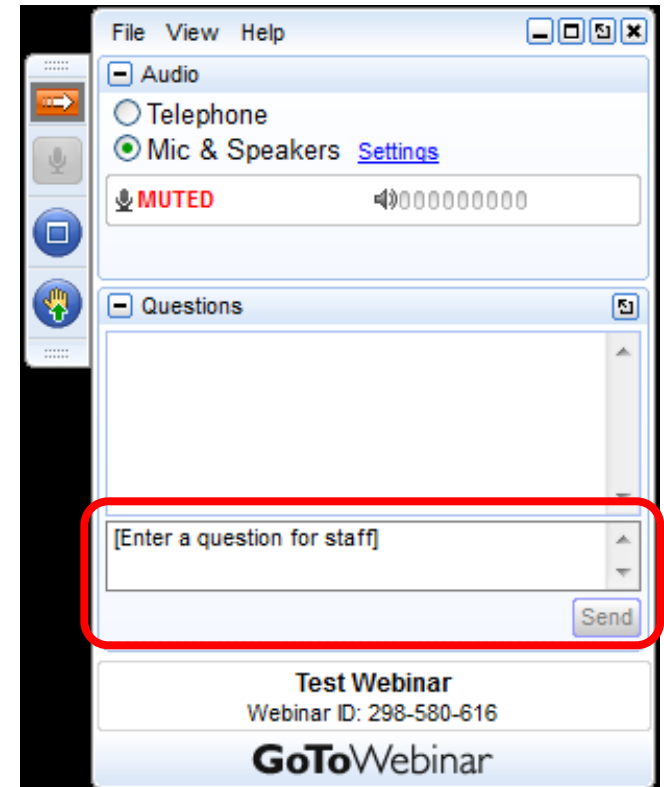 File View Help
Audio
Telephone
Mic & Speakers Settings
MUTED
Questions
[Enter a question for staff]
Send
Test Webinar
Webinar ID: 298-580-616
GoToWebinar